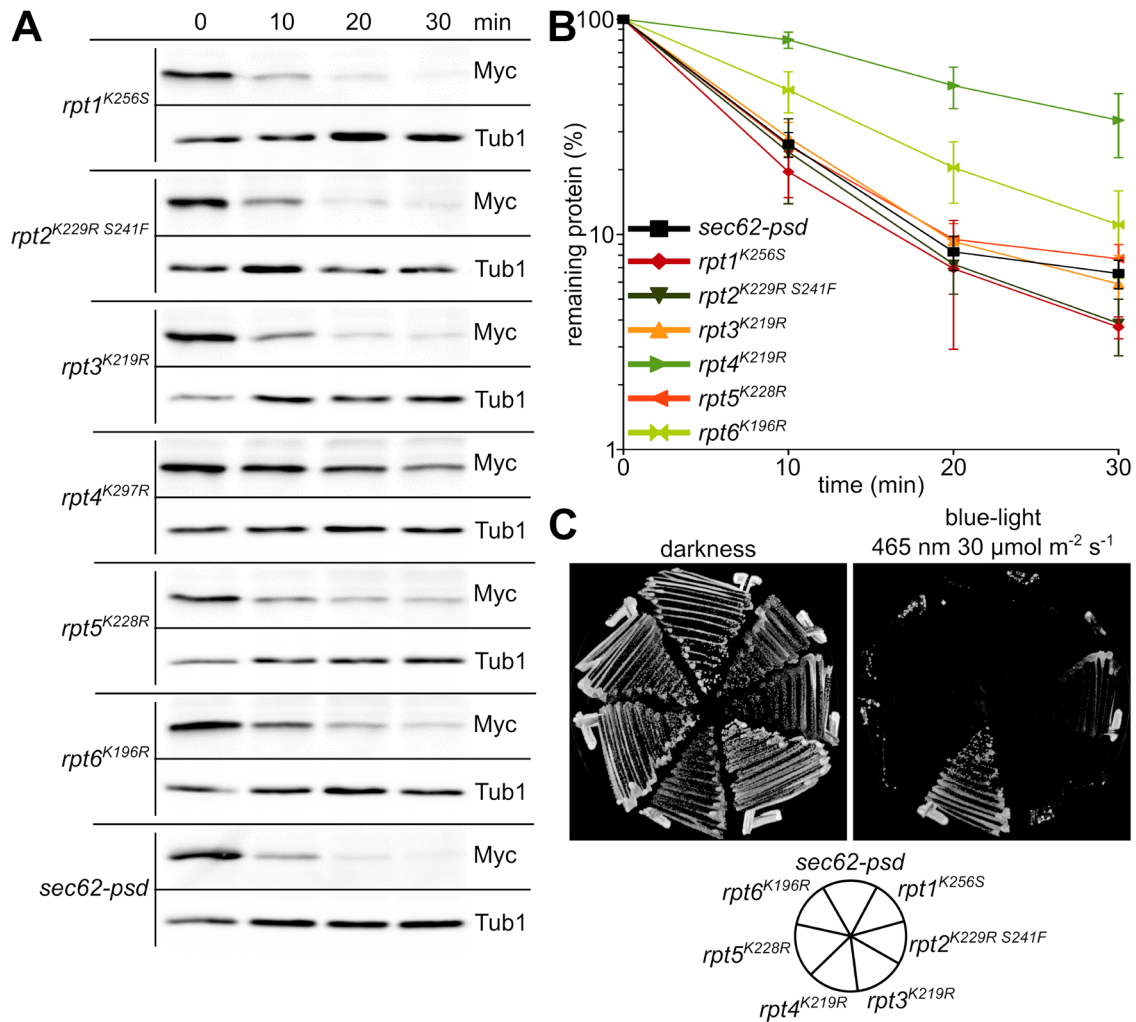 A
0 10 20 30 min
rpt1K256S
Myc
Tub1
rpt2K229R S241F
Myc
Tub1
rpt3K219R
Myc
Tub1
rpt4K297R
Myc
Tub1
rpt5K228R
Myc
Tub1
rpt6K196R
Myc
Tub1
sec62-psd
Myc
Tub1
B
remaining protein (%)
100
10
1
sec62-psd
rpt1K256S
rpt2K229R S241F
rpt3K219R
rpt4K219R
rpt5K228R
rpt6K196R
0 10 20 30
time (min)
C
darkness
blue-light
465 nm 30 µmol m-2 s-1
sec62-psd
rpt6K196R
rpt1K256S
rpt5K228R
rpt2K229R S241F
rpt4K219R
rpt3K219R